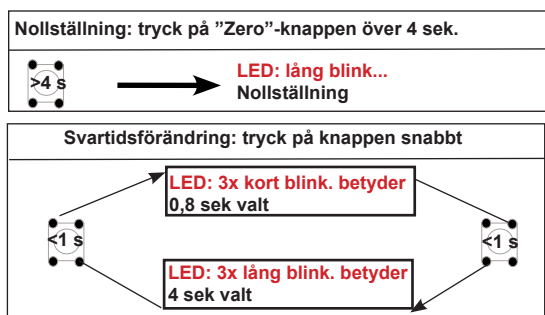 Nollställning: tryck på ”Zero”-knappen över 4 sek.
>4 s
LED: lång blink...
Nollställning
Svartidsförändring: tryck på knappen snabbt
LED: 3x kort blink. betyder
0,8 sek valt
<1 s
<1 s
LED: 3x lång blink. betyder
4 sek valt